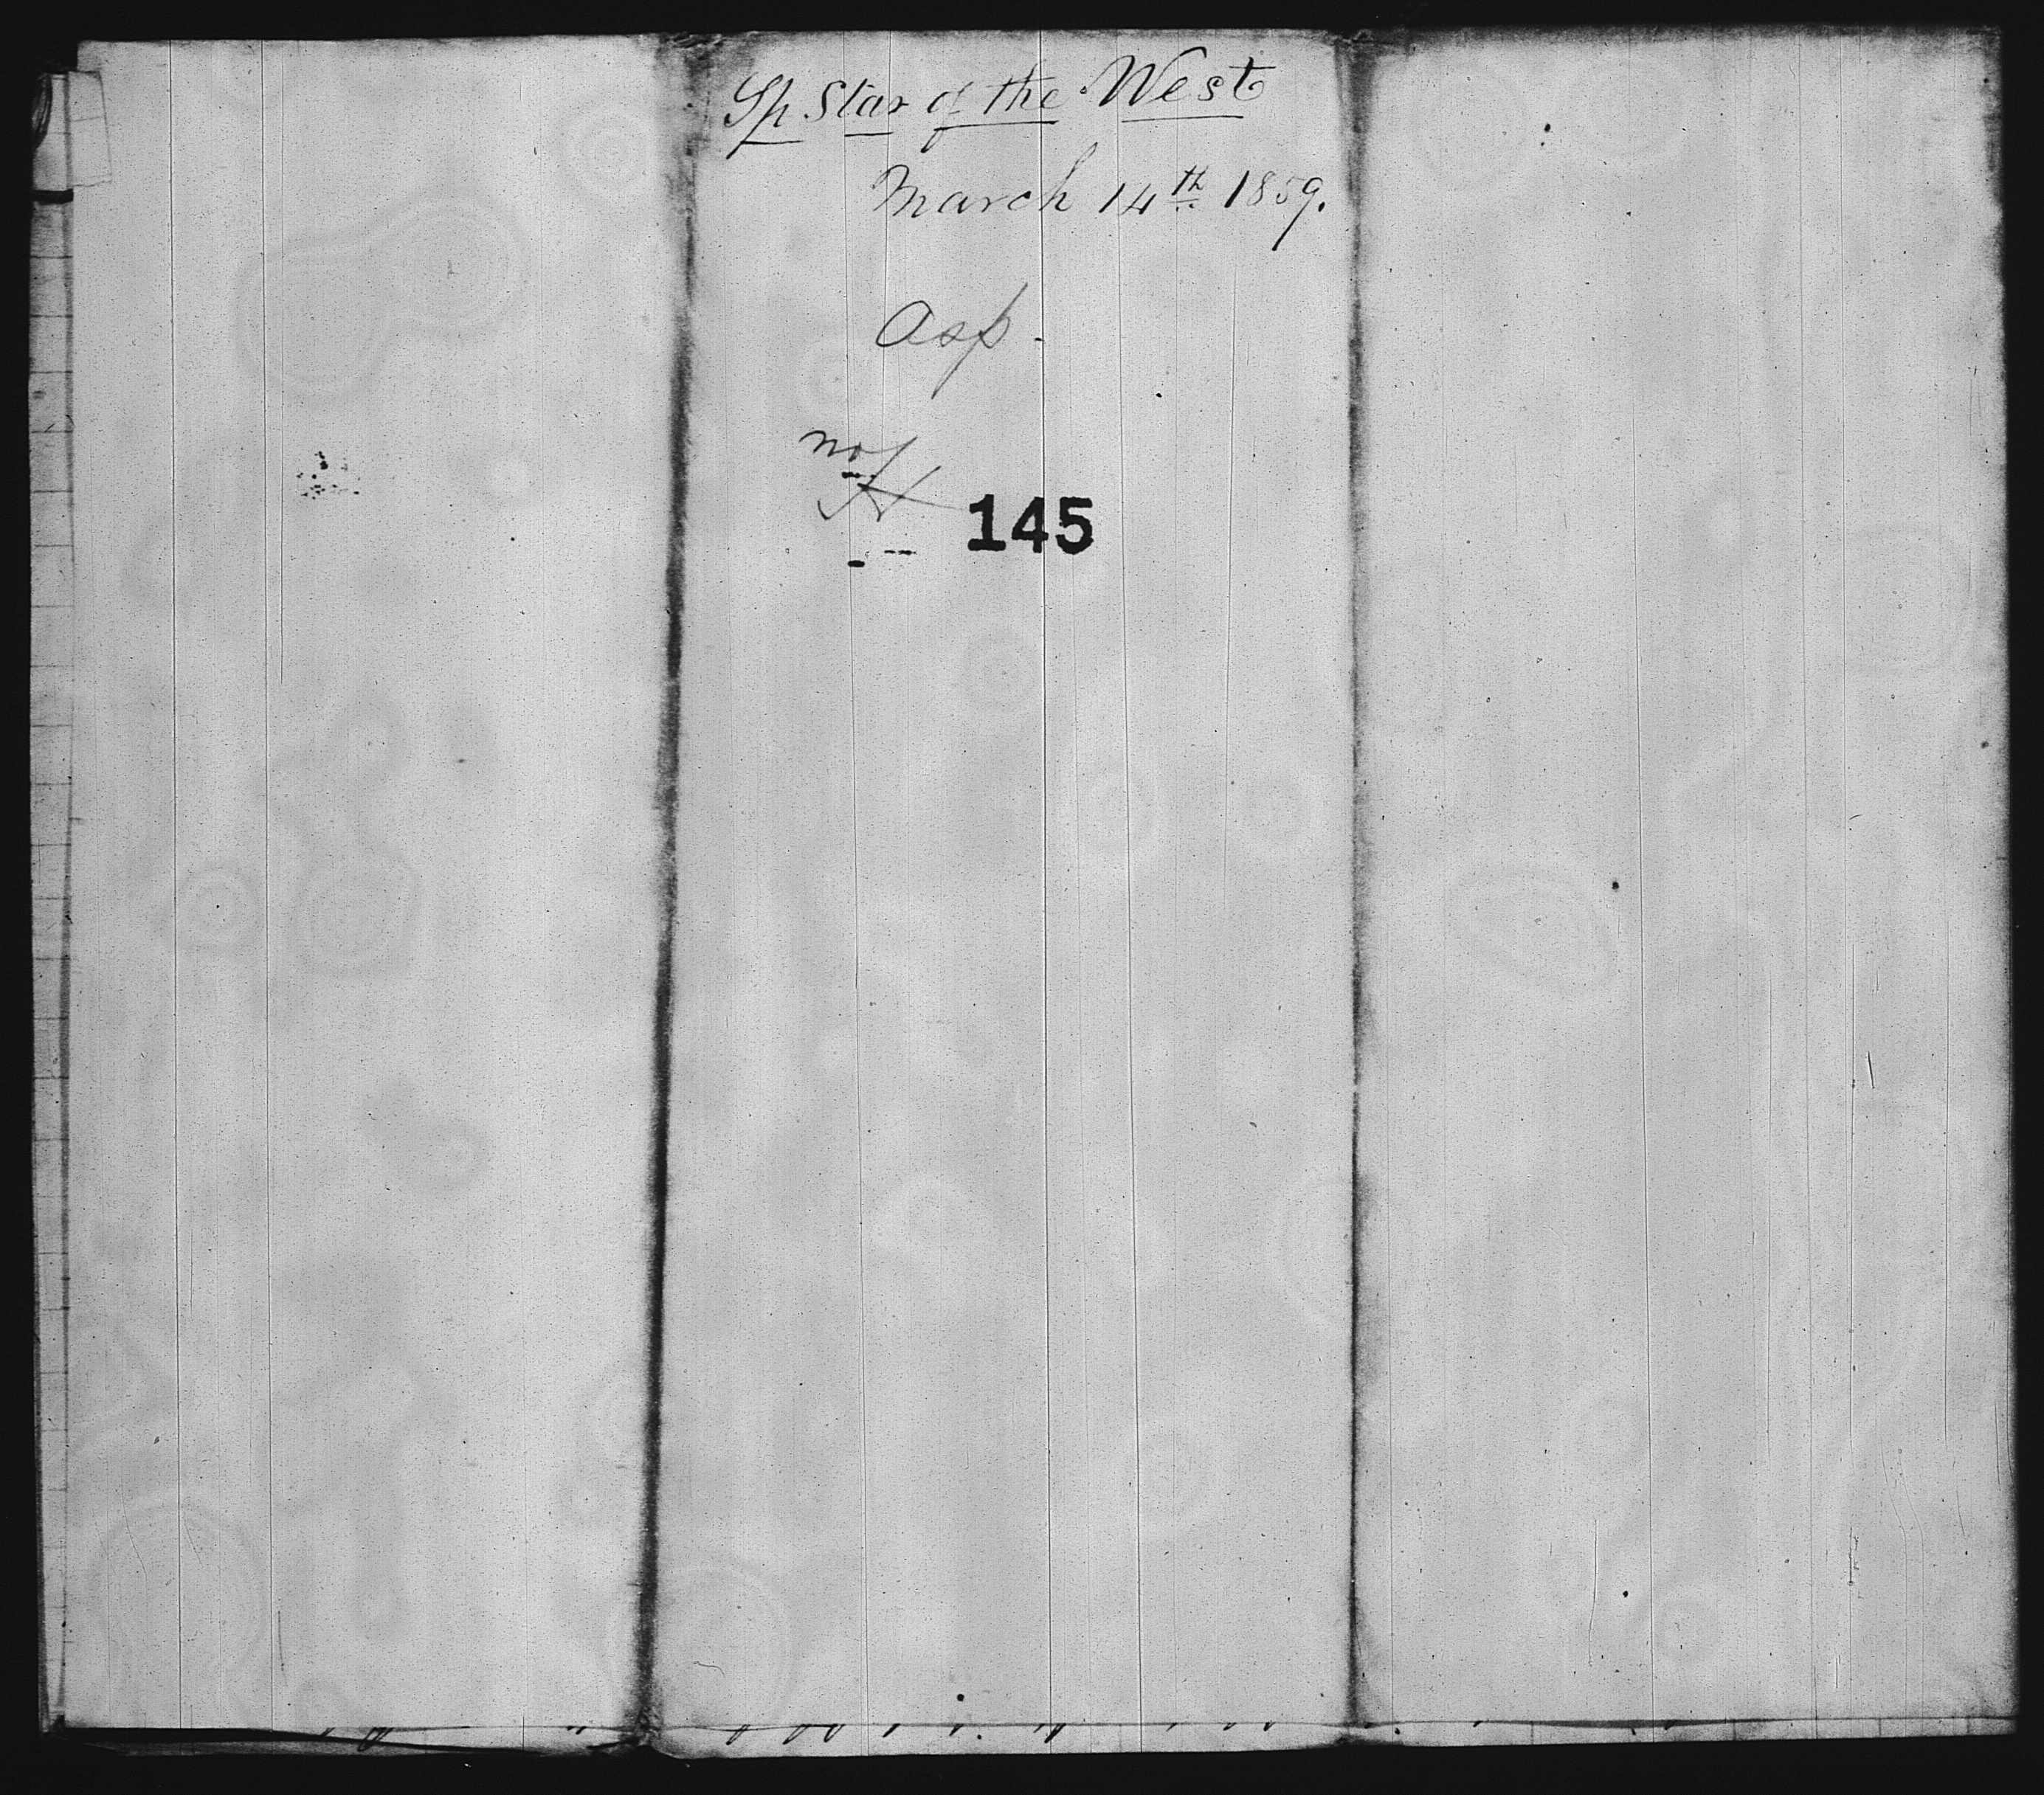 Sp Star of the West
March 14th 1859.
Asp.
no
145